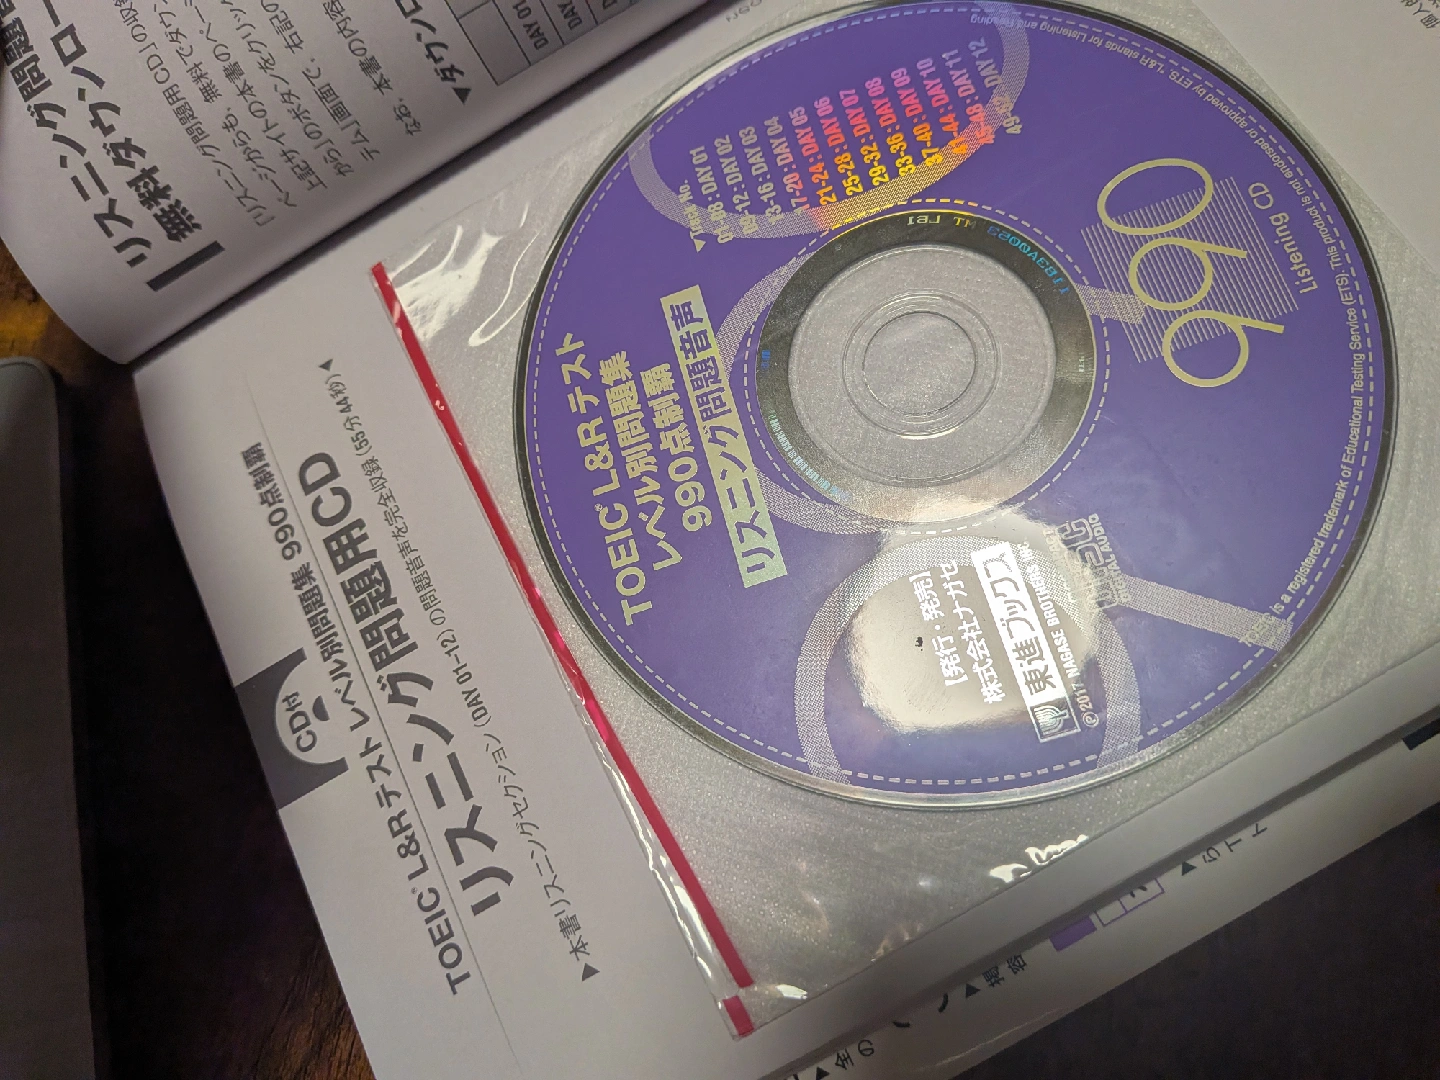 リスニング問題
無料ダウンロー
「リスニング問題用CD」の収
ページからも、無料でダウン
上記サイトの本書のページ
から」のボタンをクリッ
テム」画面で、右記の
なお、本書の内容
▼ダウンロ
DAY 01
DAY
CD付
TOEIC® L&R テスト レベル別問題集 990点制覇
リスニング問題用CD
▶本書リスニングセクション（DAY 01-12）の問題音声を完全収録（55分44秒）◀
TOEIC® L&R テスト
レベル別問題集
990点制覇
リスニング問題音声
▼Track No.
01-08 : DAY 01
09-12 : DAY 02
13-16 : DAY 03
17-20 : DAY 05
21-24 : DAY 06
25-28 : DAY 07
29-32 : DAY 08
33-36 : DAY 09
37-40 : DAY 10
41-44 : DAY 11
DAY 12
990
Listening CD
【発行・発売】
株式会社ナガセ
東進ブックス
℗2017 NAGASE BROTHERS INC.
DIGITAL AUDIO
is a registered trademark of Educational Testing Service (ETS). This product is not endorsed or approved by ETS. *L&R stands for Listening and Reading